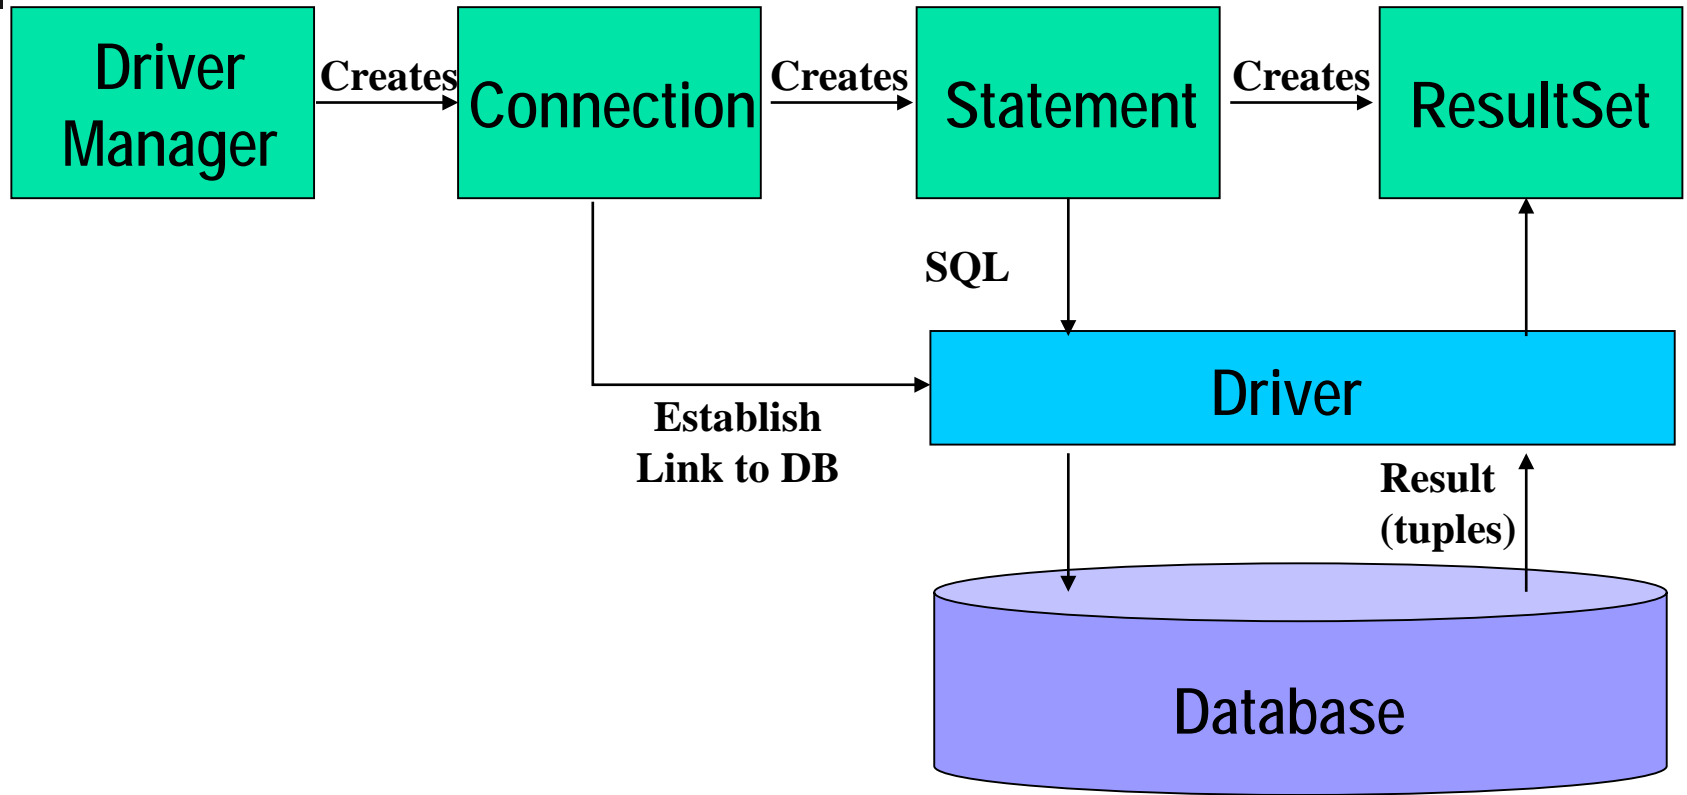 Driver
Manager
Creates
Connection
Creates
Statement
Creates
ResultSet
SQL
Driver
Establish
Link to DB
Result
(tuples)
Database